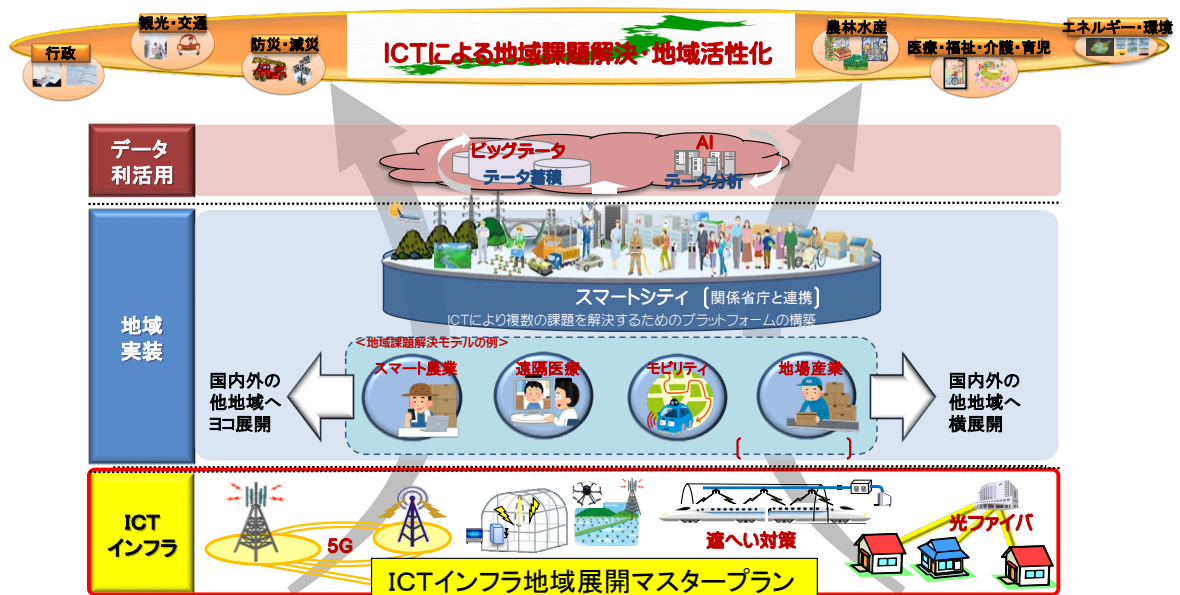 観光・交通
行政
防災・減災
ICTによる地域課題解決・地域活性化
農林水産
医療・福祉・介護・育児
エネルギー・環境
データ
利活用
ビッグデータ
データ蓄積
AI
データ分析
地域
実装
スマートシティ
関係省庁と連携
ICTにより複数の課題を解決するためのプラットフォームの構築
<地域課題解決モデルの例>
スマート農業
遠隔医療
モビリティ
地場産業
国内外の
他地域へ
ヨコ展開
国内外の
他地域へ
横展開
ICT
インフラ
5G
遮へい対策
光ファイバ
ICTインフラ地域展開マスタープラン